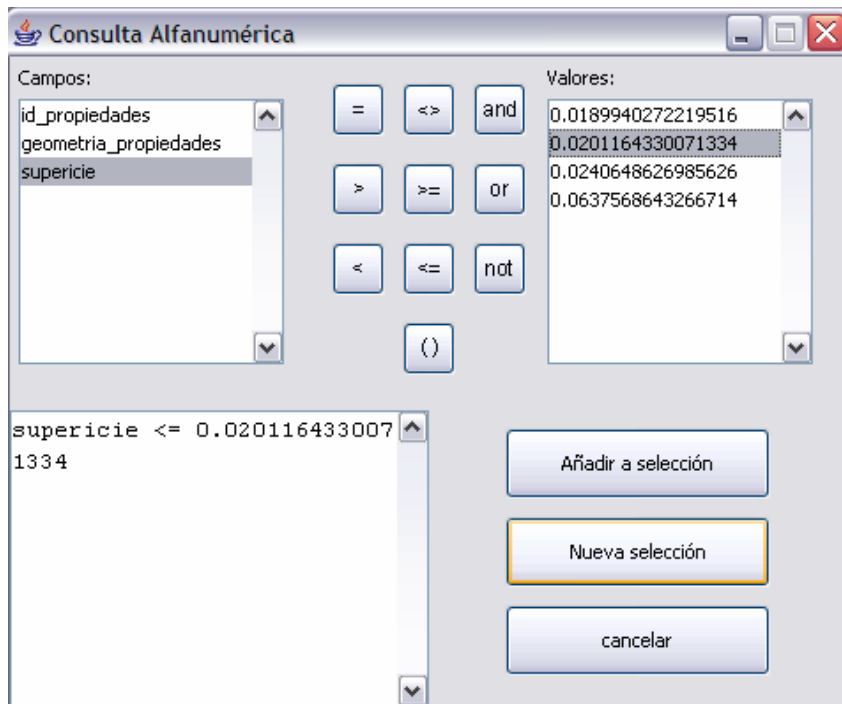 Consulta Alfanumérica
Campos:
id_propiedades
geometria_propiedades
supericie
= <> and
> >= or
< <= not
()
Valores:
0.0189940272219516
0.0201164330071334
0.0240648626985626
0.0637568643266714
supericie <= 0.020116433007
1334
Añadir a selección
Nueva selección
cancelar